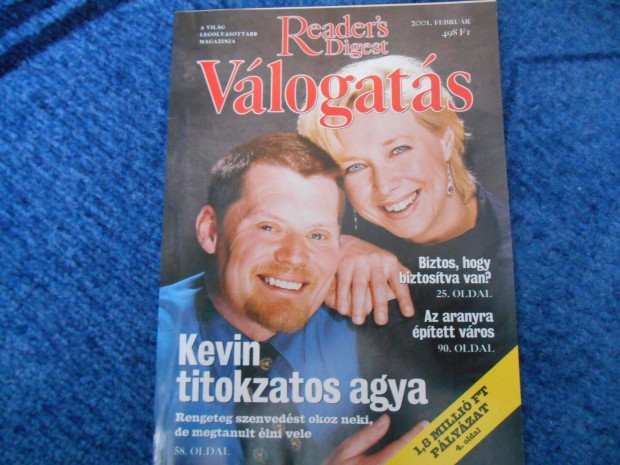 A VILÁG
LEGOLVASOTTABB
MAGAZINJA
Reader's
Digest
2001. FEBRUÁR
498 FT
Válogatás
Biztos, hogy
biztosítva van?
25. OLDAL
Az aranyra
épített város
90. OLDAL
Kevin
titokzatos agya
Rengeteg szenvedést okoz neki,
de megtanult élni vele
58. OLDAL
1,8 MILLIÓ FT
PÁLYÁZAT
4. oldal